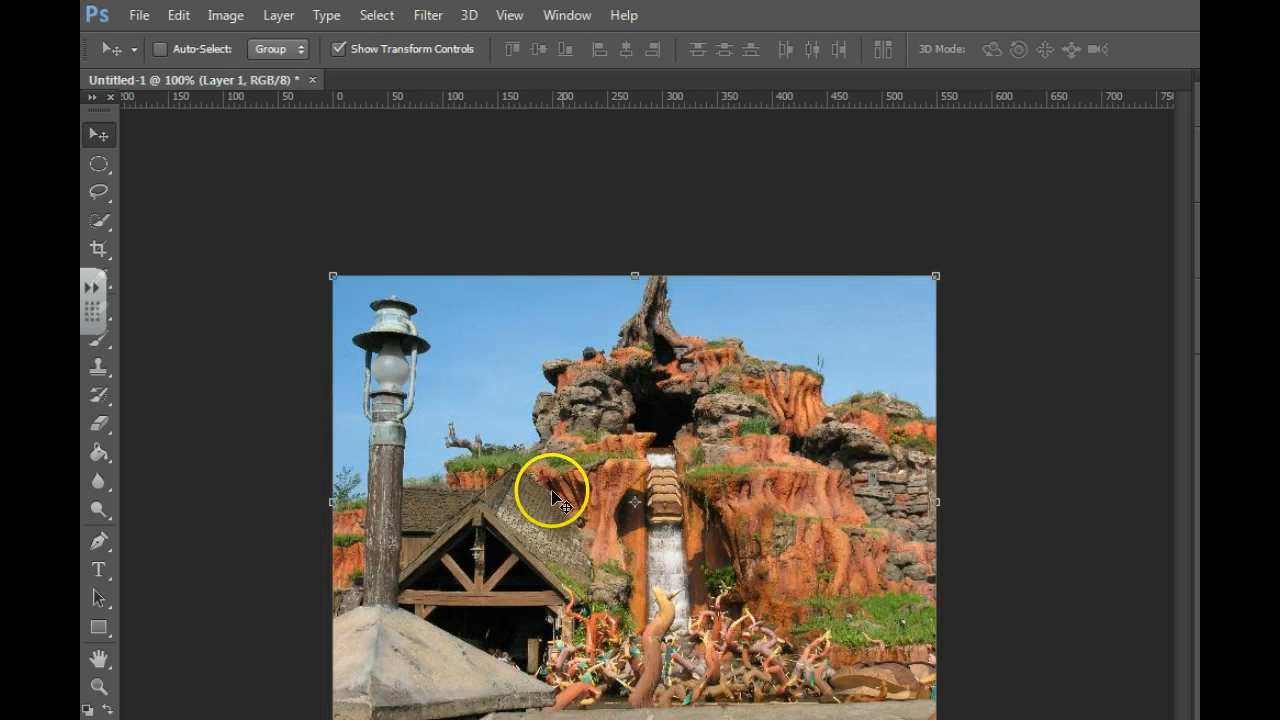 Ps File Edit Image Layer Type Select Filter 3D View Window Help
Auto-Select: Group Show Transform Controls 3D Mode:
Untitled-1 @ 100% (Layer 1, RGB/8) * ×
200 150 100 50 0 50 100 150 200 250 300 350 400 450 500 550 600 650 700 750
T